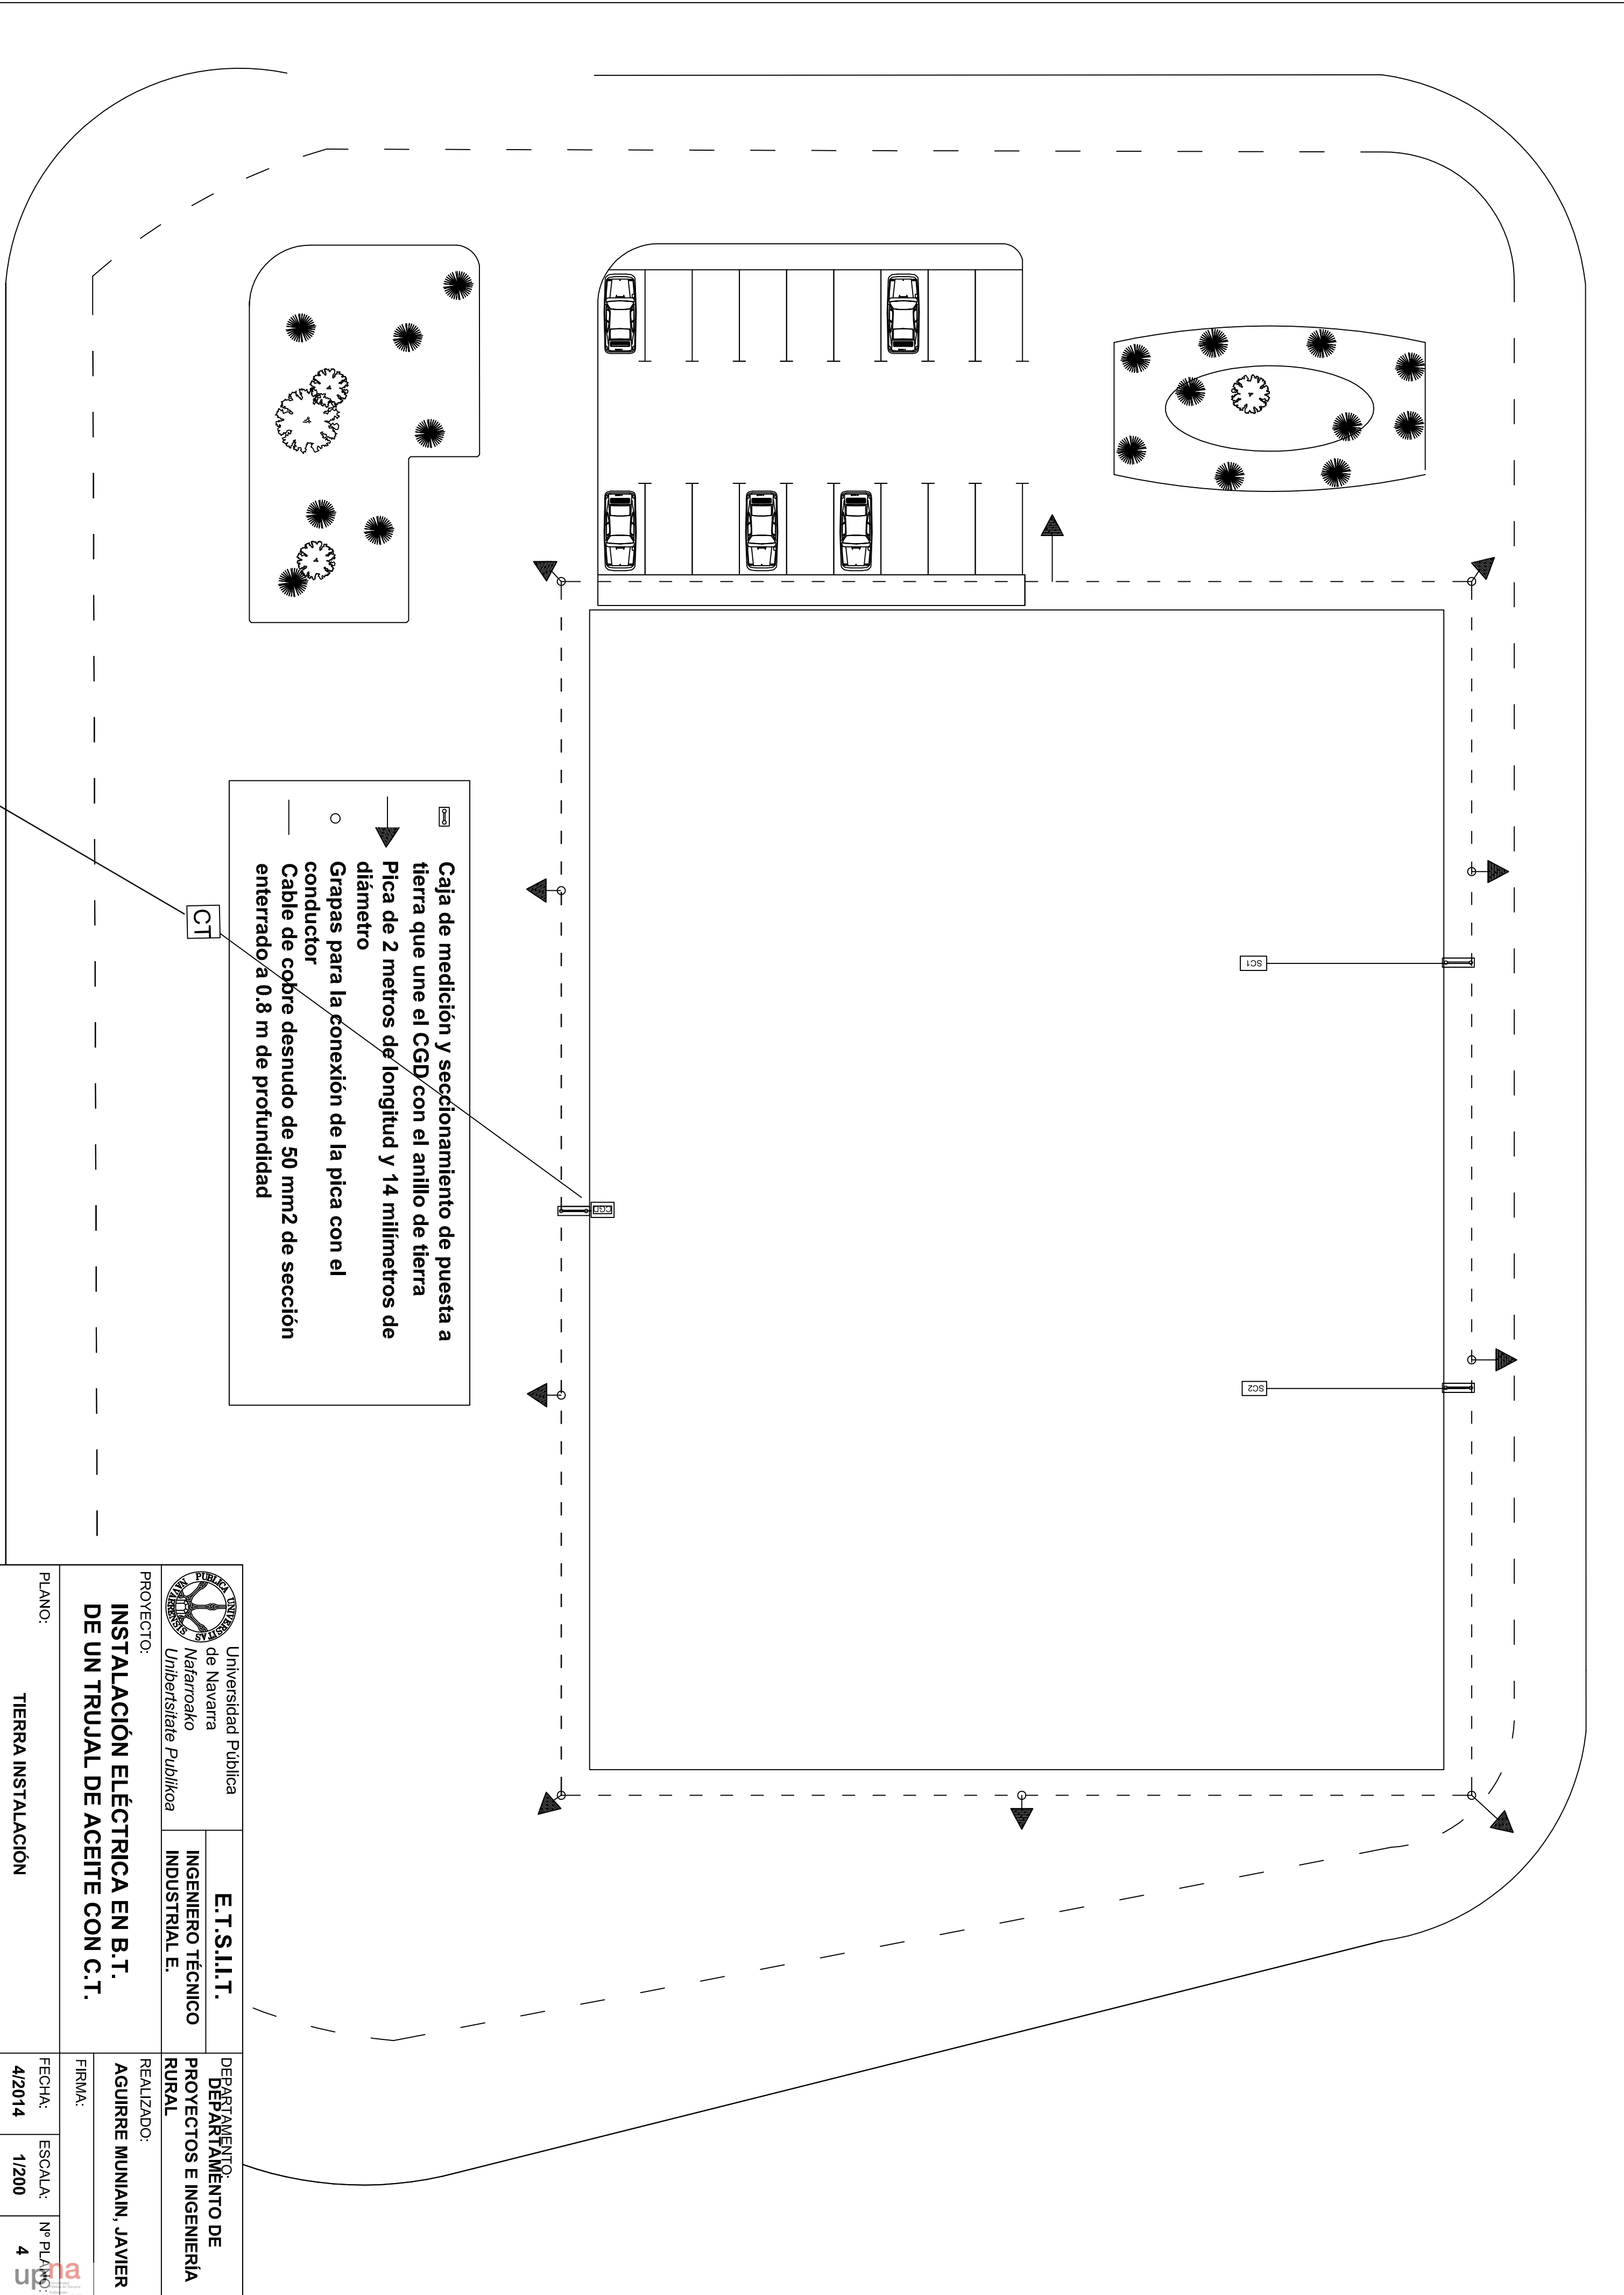 Caja de medición y seccionamiento de puesta a
tierra que une el CGD con el anillo de tierra
Pica de 2 metros de longitud y 14 milímetros de
diámetro
Grapas para la conexión de la pica con el
conductor
Cable de cobre desnudo de 50 mm2 de sección
enterrado a 0.8 m de profundidad
CT
CGD
SC1
SC2
PUBLICA UNIVERSITAS NAVARRENSIS
Universidad Pública
de Navarra
Nafarroako
Unibertsitate Publikoa
E.T.S.I.I.T.
INGENIERO TÉCNICO
INDUSTRIAL E.
DEPARTAMENTO:
DEPARTAMENTO DE
PROYECTOS E INGENIERÍA
RURAL
PROYECTO:
INSTALACIÓN ELÉCTRICA EN B.T.
DE UN TRUJAL DE ACEITE CON C.T.
REALIZADO:
AGUIRRE MUNIAIN, JAVIER
FIRMA:
PLANO:
TIERRA INSTALACIÓN
FECHA:
4/2014
ESCALA:
1/200
Nº PLANO:
4
upna